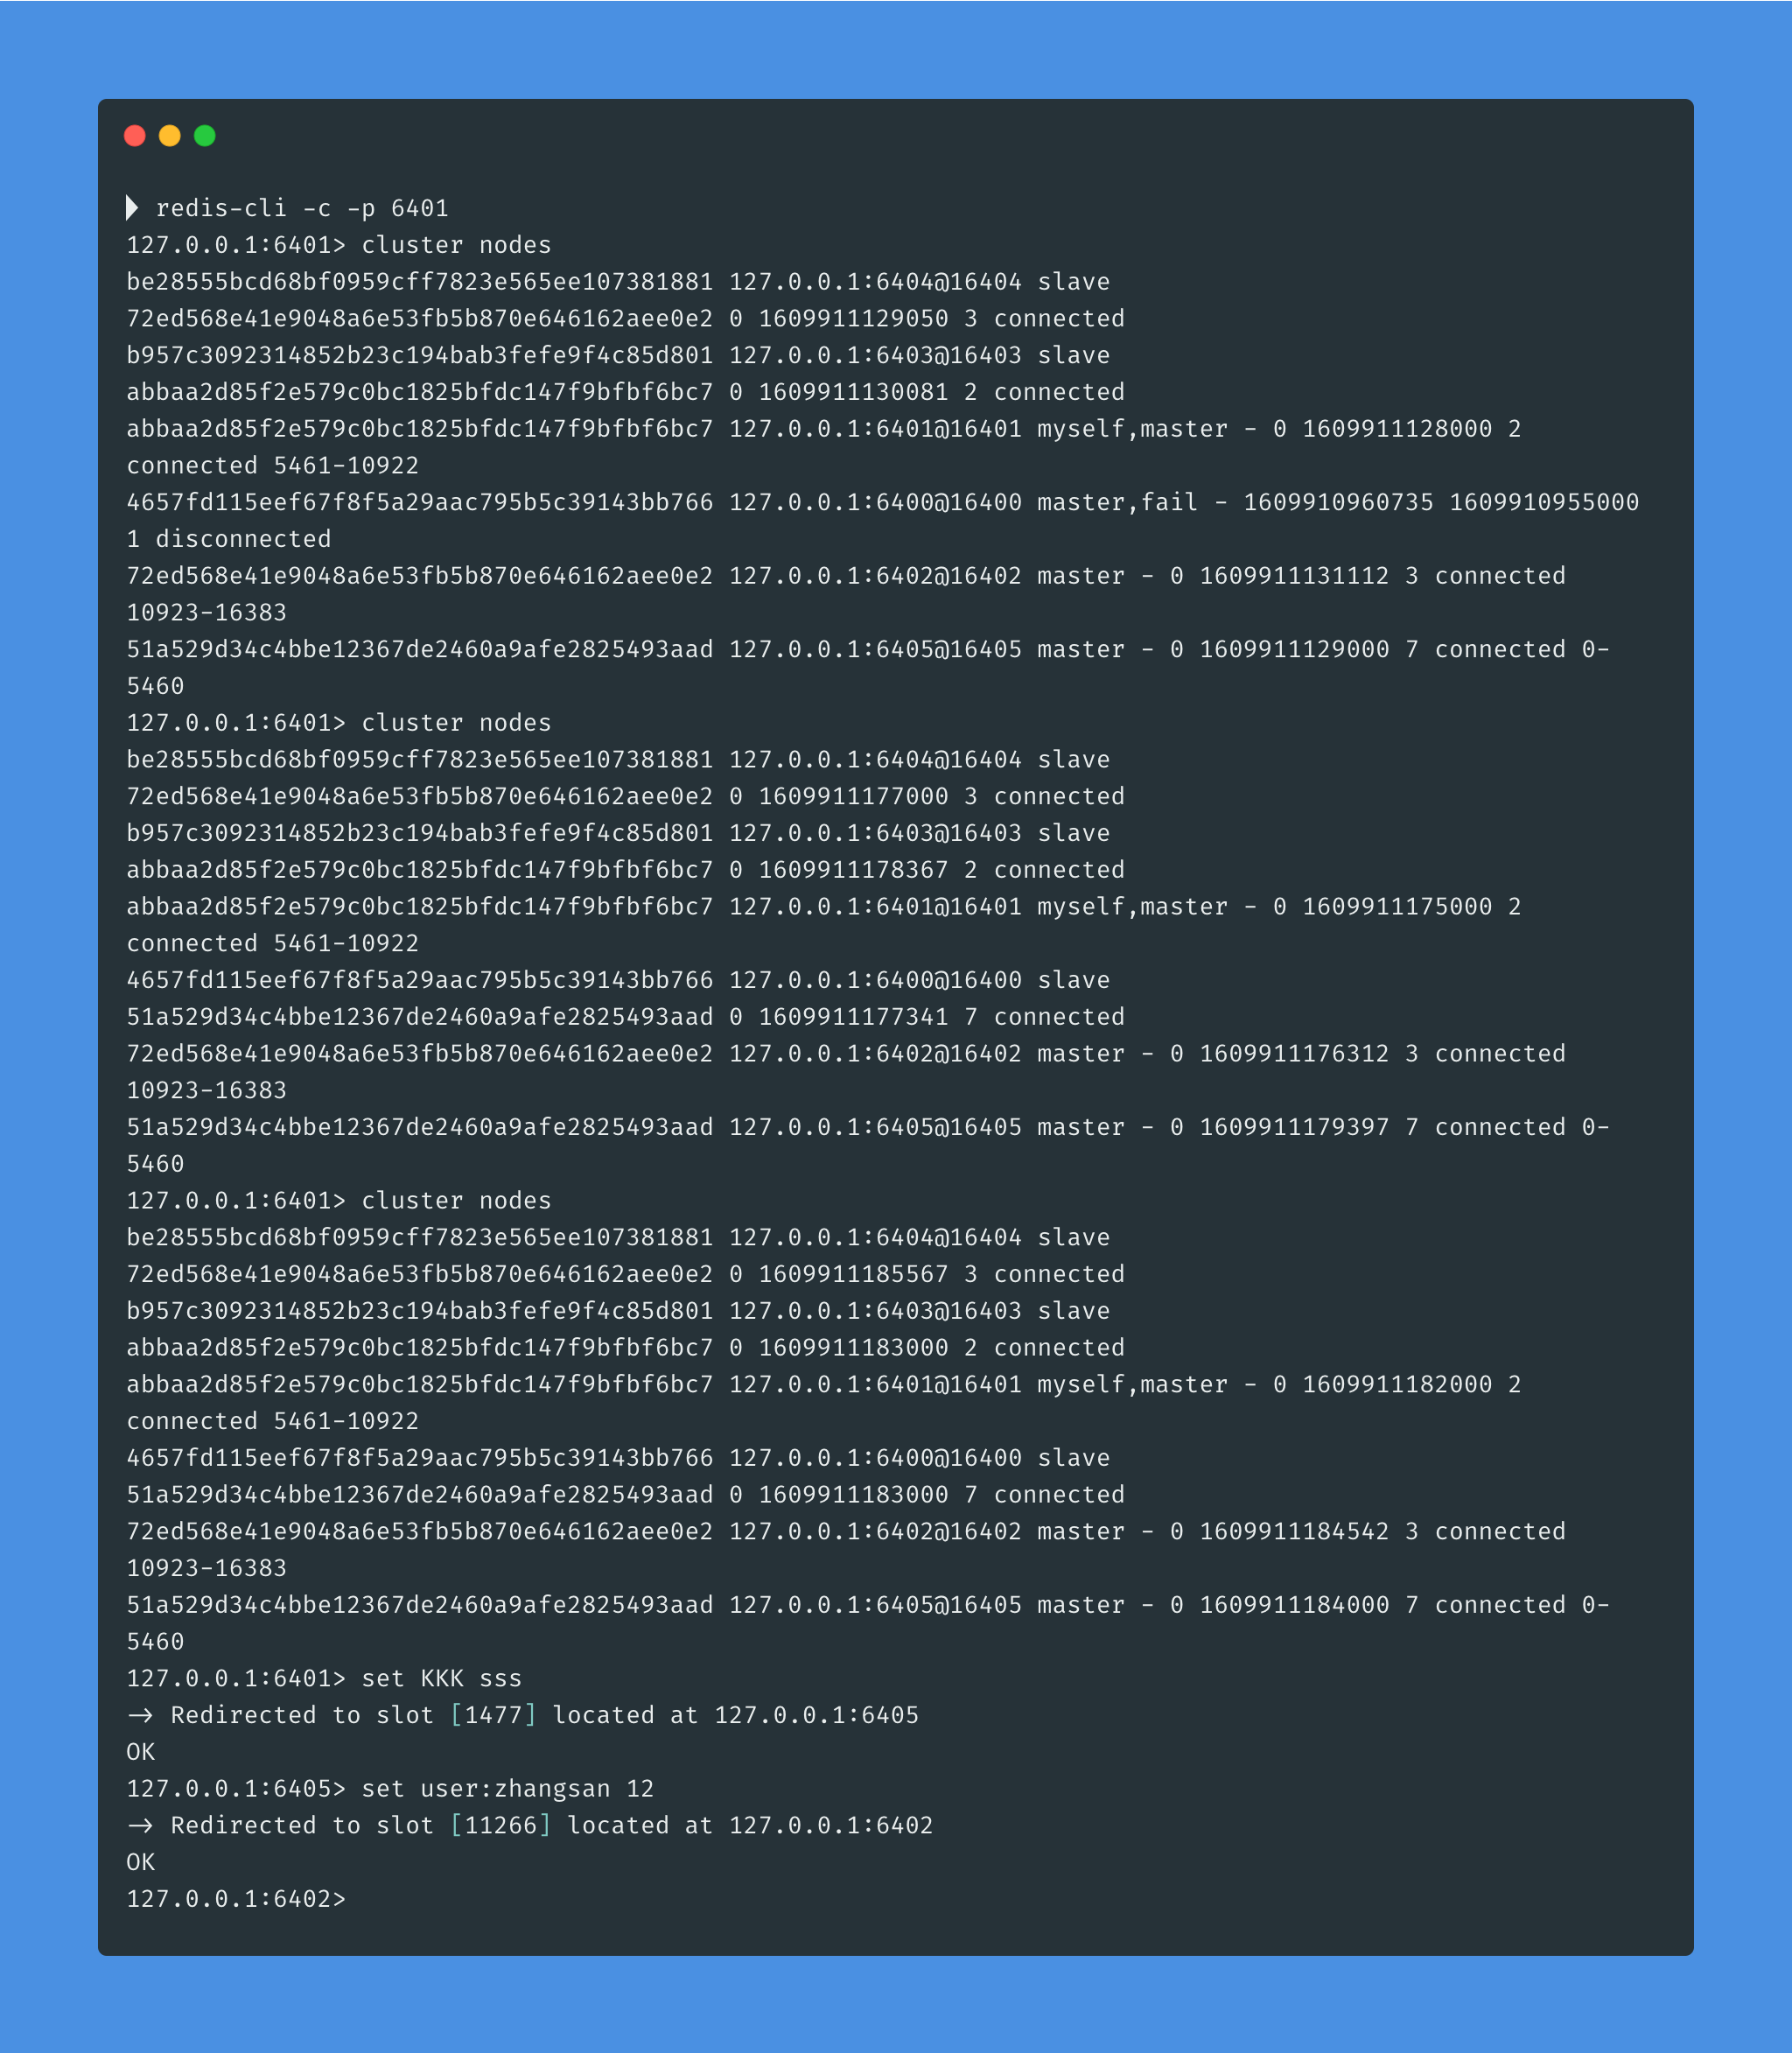 redis-cli -c -p 6401
127.0.0.1:6401> cluster nodes
be28555bcd68bf0959cff7823e565ee107381881 127.0.0.1:6404@16404 slave
72ed568e41e9048a6e53fb5b870e646162aee0e2 0 1609911129050 3 connected
b957c3092314852b23c194bab3fefe9f4c85d801 127.0.0.1:6403@16403 slave
abbaa2d85f2e579c0bc1825bfdc147f9bfbf6bc7 0 1609911130081 2 connected
abbaa2d85f2e579c0bc1825bfdc147f9bfbf6bc7 127.0.0.1:6401@16401 myself,master - 0 1609911128000 2
connected 5461-10922
4657fd115eef67f8f5a29aac795b5c39143bb766 127.0.0.1:6400@16400 master,fail - 1609910960735 1609910955000
1 disconnected
72ed568e41e9048a6e53fb5b870e646162aee0e2 127.0.0.1:6402@16402 master - 0 1609911131112 3 connected
10923-16383
51a529d34c4bbe12367de2460a9afe2825493aad 127.0.0.1:6405@16405 master - 0 1609911129000 7 connected 0-
5460
127.0.0.1:6401> cluster nodes
be28555bcd68bf0959cff7823e565ee107381881 127.0.0.1:6404@16404 slave
72ed568e41e9048a6e53fb5b870e646162aee0e2 0 1609911177000 3 connected
b957c3092314852b23c194bab3fefe9f4c85d801 127.0.0.1:6403@16403 slave
abbaa2d85f2e579c0bc1825bfdc147f9bfbf6bc7 0 1609911178367 2 connected
abbaa2d85f2e579c0bc1825bfdc147f9bfbf6bc7 127.0.0.1:6401@16401 myself,master - 0 1609911175000 2
connected 5461-10922
4657fd115eef67f8f5a29aac795b5c39143bb766 127.0.0.1:6400@16400 slave
51a529d34c4bbe12367de2460a9afe2825493aad 0 1609911177341 7 connected
72ed568e41e9048a6e53fb5b870e646162aee0e2 127.0.0.1:6402@16402 master - 0 1609911176312 3 connected
10923-16383
51a529d34c4bbe12367de2460a9afe2825493aad 127.0.0.1:6405@16405 master - 0 1609911179397 7 connected 0-
5460
127.0.0.1:6401> cluster nodes
be28555bcd68bf0959cff7823e565ee107381881 127.0.0.1:6404@16404 slave
72ed568e41e9048a6e53fb5b870e646162aee0e2 0 1609911185567 3 connected
b957c3092314852b23c194bab3fefe9f4c85d801 127.0.0.1:6403@16403 slave
abbaa2d85f2e579c0bc1825bfdc147f9bfbf6bc7 0 1609911183000 2 connected
abbaa2d85f2e579c0bc1825bfdc147f9bfbf6bc7 127.0.0.1:6401@16401 myself,master - 0 1609911182000 2
connected 5461-10922
4657fd115eef67f8f5a29aac795b5c39143bb766 127.0.0.1:6400@16400 slave
51a529d34c4bbe12367de2460a9afe2825493aad 0 1609911183000 7 connected
72ed568e41e9048a6e53fb5b870e646162aee0e2 127.0.0.1:6402@16402 master - 0 1609911184542 3 connected
10923-16383
51a529d34c4bbe12367de2460a9afe2825493aad 127.0.0.1:6405@16405 master - 0 1609911184000 7 connected 0-
5460
127.0.0.1:6401> set KKK sss
-> Redirected to slot [1477] located at 127.0.0.1:6405
OK
127.0.0.1:6405> set user:zhangsan 12
-> Redirected to slot [11266] located at 127.0.0.1:6402
OK
127.0.0.1:6402>